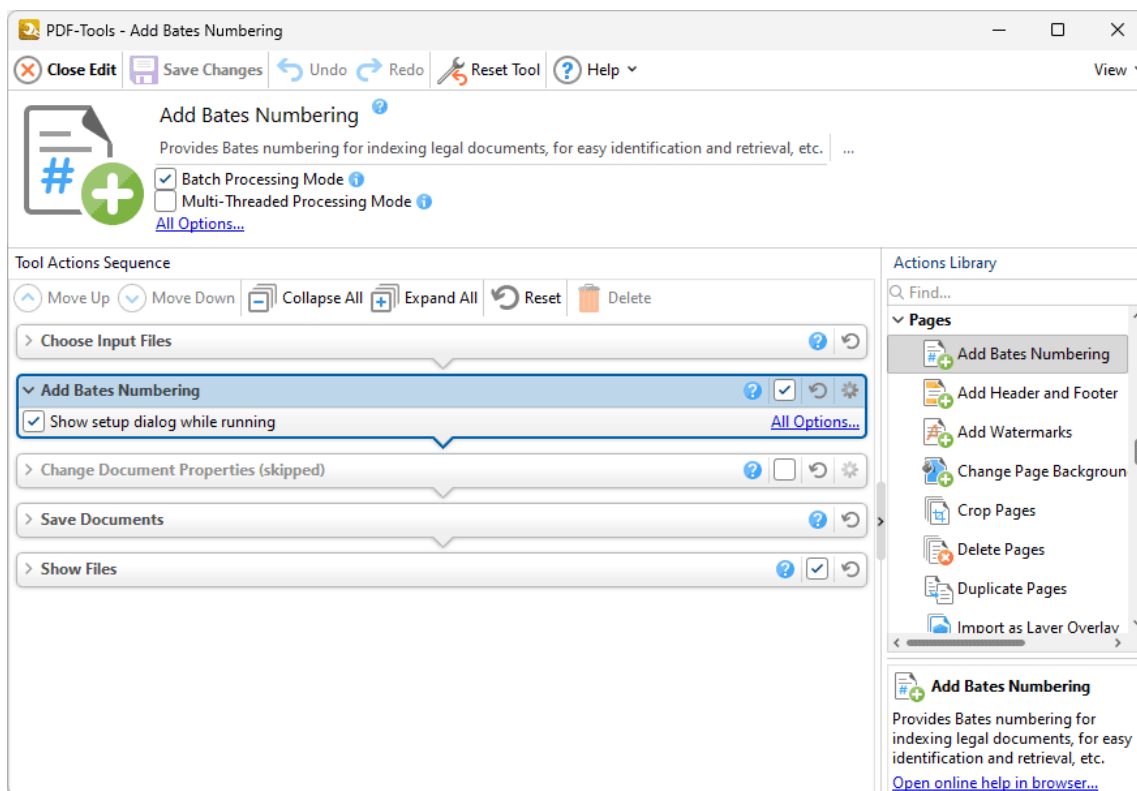 PDF-Tools - Add Bates Numbering
Close Edit Save Changes Undo Redo Reset Tool ? Help View
Add Bates Numbering ?
Provides Bates numbering for indexing legal documents, for easy identification and retrieval, etc. ...
# Batch Processing Mode i
Multi-Threaded Processing Mode i
All Options...
Tool Actions Sequence
Move Up Move Down Collapse All Expand All Reset Delete
Choose Input Files ?
Add Bates Numbering ?
Show setup dialog while running All Options...
Change Document Properties (skipped) ?
Save Documents ?
Show Files ?
Actions Library
Find...
Pages
# Add Bates Numbering
Add Header and Footer
# Add Watermarks
Change Page Backgroun
Crop Pages
Delete Pages
Duplicate Pages
Import as Layer Overlay
# Add Bates Numbering
Provides Bates numbering for
indexing legal documents, for easy
identification and retrieval, etc.
Open online help in browser...